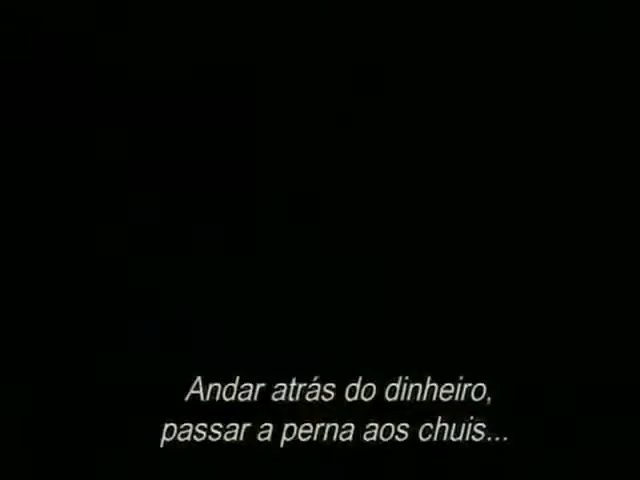 Andar atrás do dinheiro,
passar a perna aos chuis...